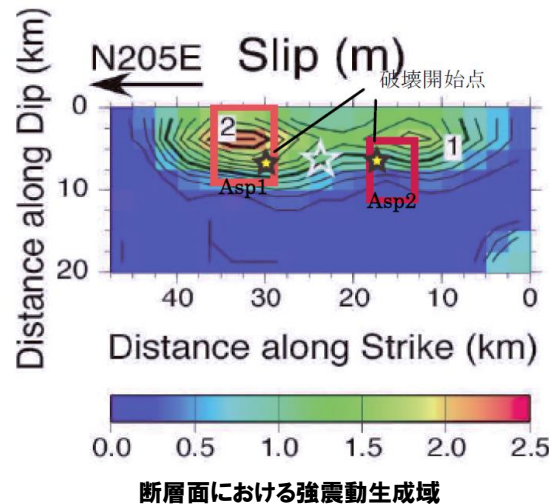 N205E
Slip (m)
破壊開始点
Distance along Dip (km)
0
10
20
2
1
Asp1
Asp2
40 30 20 10 0
Distance along Strike (km)
0.0 0.5 1.0 1.5 2.0 2.5
断層面における強震動生成域